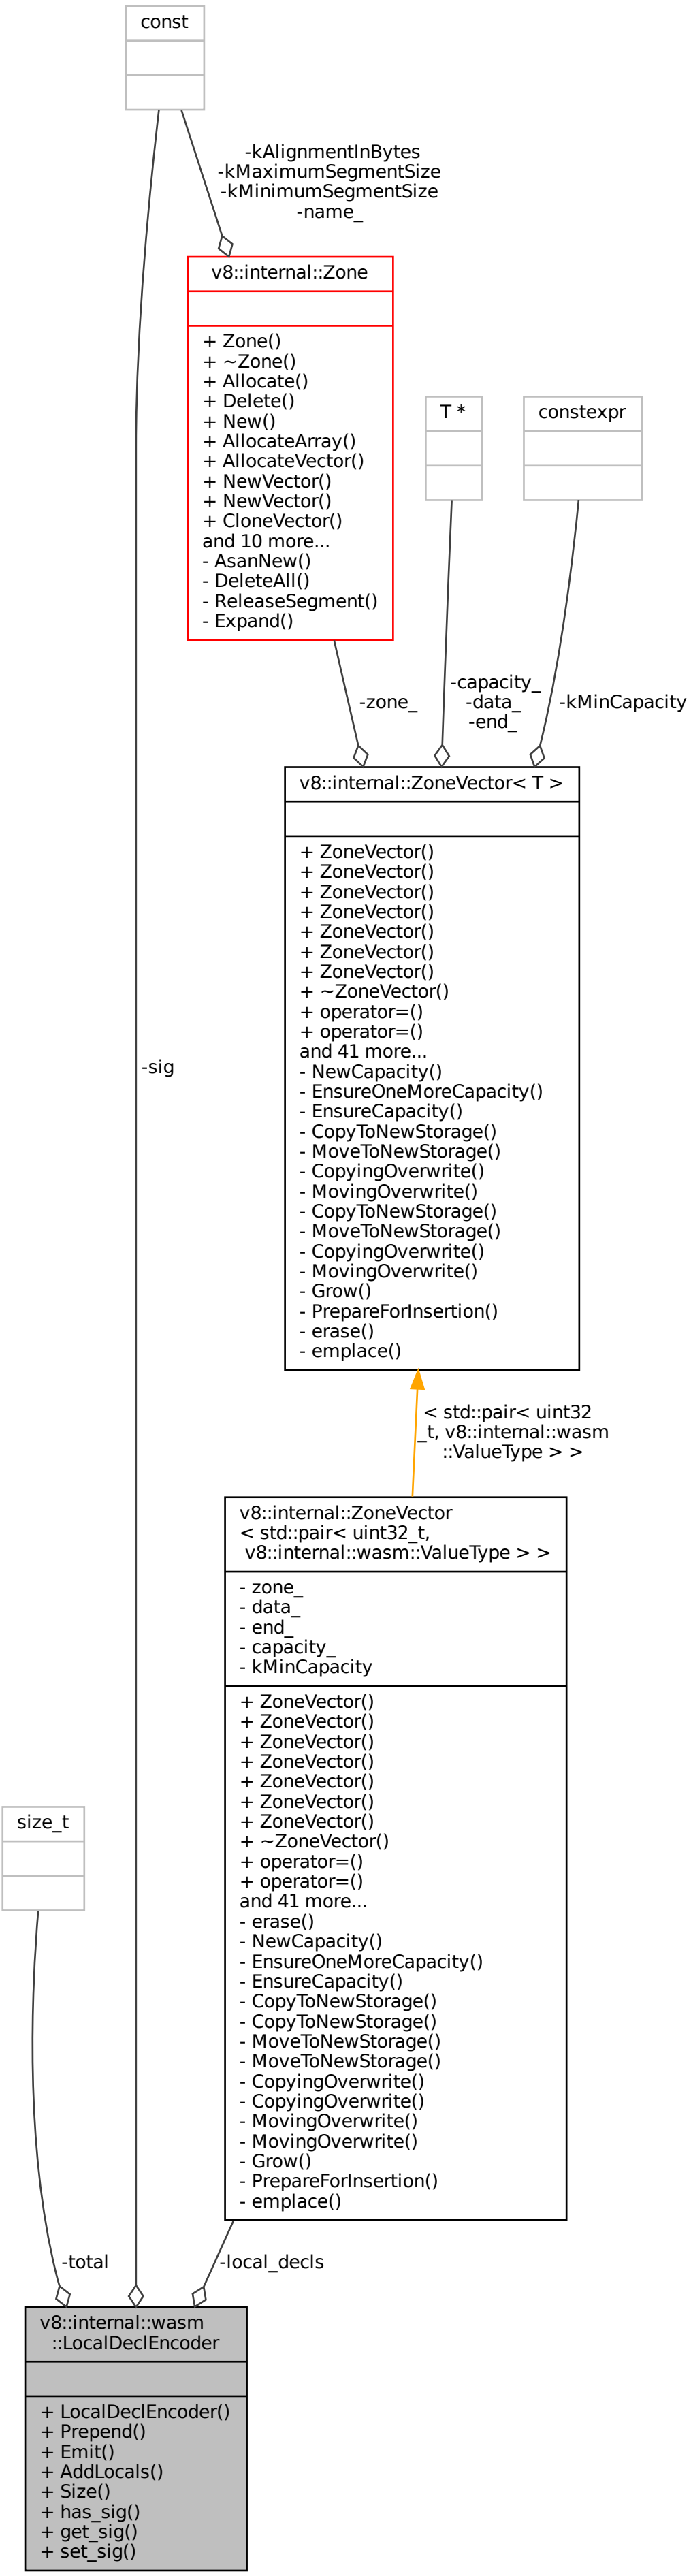 const
-kAlignmentInBytes
-kMaximumSegmentSize
-kMinimumSegmentSize
-name_
v8::internal::Zone
+ Zone()
+ ~Zone()
+ Allocate()
+ Delete()
+ New()
+ AllocateArray()
+ AllocateVector()
+ NewVector()
+ NewVector()
+ CloneVector()
and 10 more...
- AsanNew()
- DeleteAll()
- ReleaseSegment()
- Expand()
T *
constexpr
-zone_
-capacity_
-data_
-end_
-kMinCapacity
v8::internal::ZoneVector< T >
+ ZoneVector()
+ ZoneVector()
+ ZoneVector()
+ ZoneVector()
+ ZoneVector()
+ ZoneVector()
+ ZoneVector()
+ ~ZoneVector()
+ operator=()
+ operator=()
and 41 more...
- NewCapacity()
- EnsureOneMoreCapacity()
- EnsureCapacity()
- CopyToNewStorage()
- MoveToNewStorage()
- CopyingOverwrite()
- MovingOverwrite()
- CopyToNewStorage()
- MoveToNewStorage()
- CopyingOverwrite()
- MovingOverwrite()
- Grow()
- PrepareForInsertion()
- erase()
- emplace()
-sig
< std::pair< uint32
_t, v8::internal::wasm
::ValueType > >
v8::internal::ZoneVector
< std::pair< uint32_t,
v8::internal::wasm::ValueType > >
- zone_
- data_
- end_
- capacity_
- kMinCapacity
+ ZoneVector()
+ ZoneVector()
+ ZoneVector()
+ ZoneVector()
+ ZoneVector()
+ ZoneVector()
+ ZoneVector()
+ ~ZoneVector()
+ operator=()
+ operator=()
and 41 more...
- erase()
- NewCapacity()
- EnsureOneMoreCapacity()
- EnsureCapacity()
- CopyToNewStorage()
- CopyToNewStorage()
- MoveToNewStorage()
- MoveToNewStorage()
- CopyingOverwrite()
- CopyingOverwrite()
- MovingOverwrite()
- MovingOverwrite()
- Grow()
- PrepareForInsertion()
- emplace()
size_t
-total
-local_decls
v8::internal::wasm
::LocalDeclEncoder
+ LocalDeclEncoder()
+ Prepend()
+ Emit()
+ AddLocals()
+ Size()
+ has_sig()
+ get_sig()
+ set_sig()